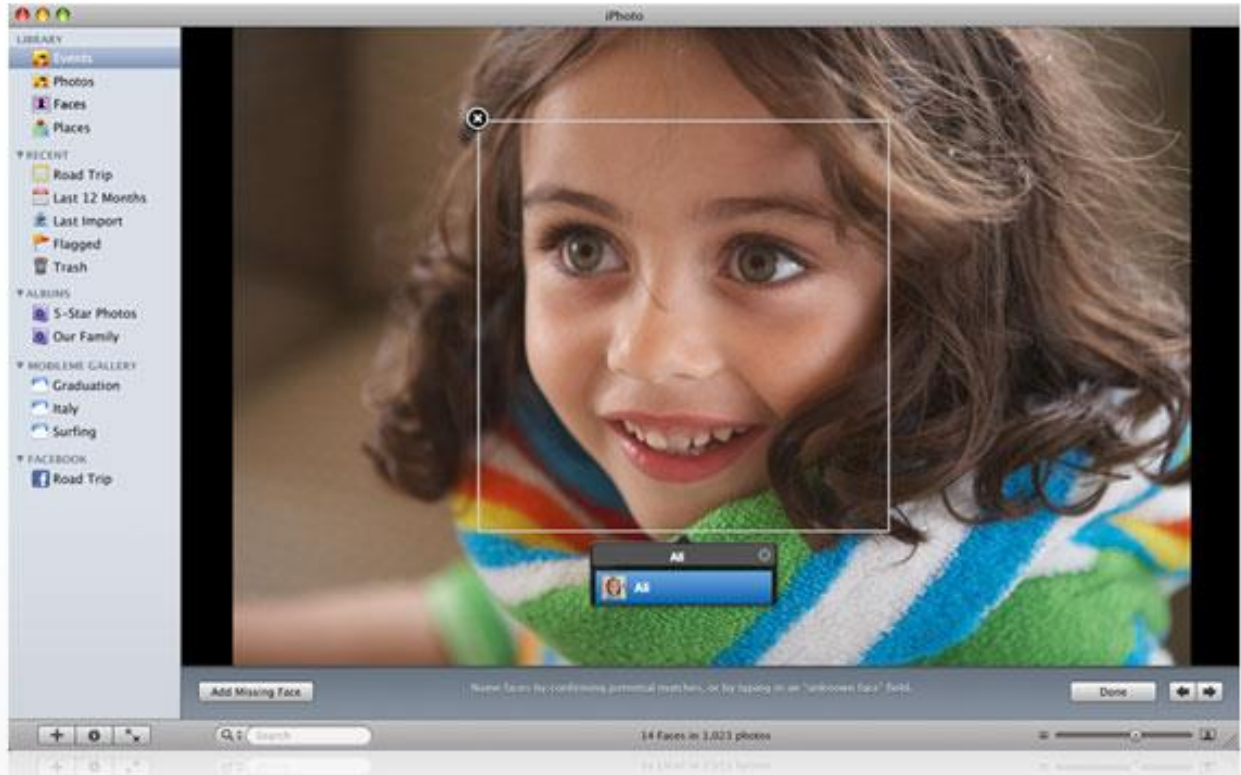 iPhoto
LIBRARY
Events
Photos
Faces
Places
RECENT
Road Trip
Last 12 Months
Last Import
Flagged
Trash
ALBUMS
5-Star Photos
Our Family
MOBILEME GALLERY
Graduation
Italy
Surfing
FACEBOOK
Road Trip
Ali
Ali
Add Missing Face
Name faces by confirming potential matches, or by typing in an "unknown face" field.
Done
Search
14 Faces in 3,023 photos